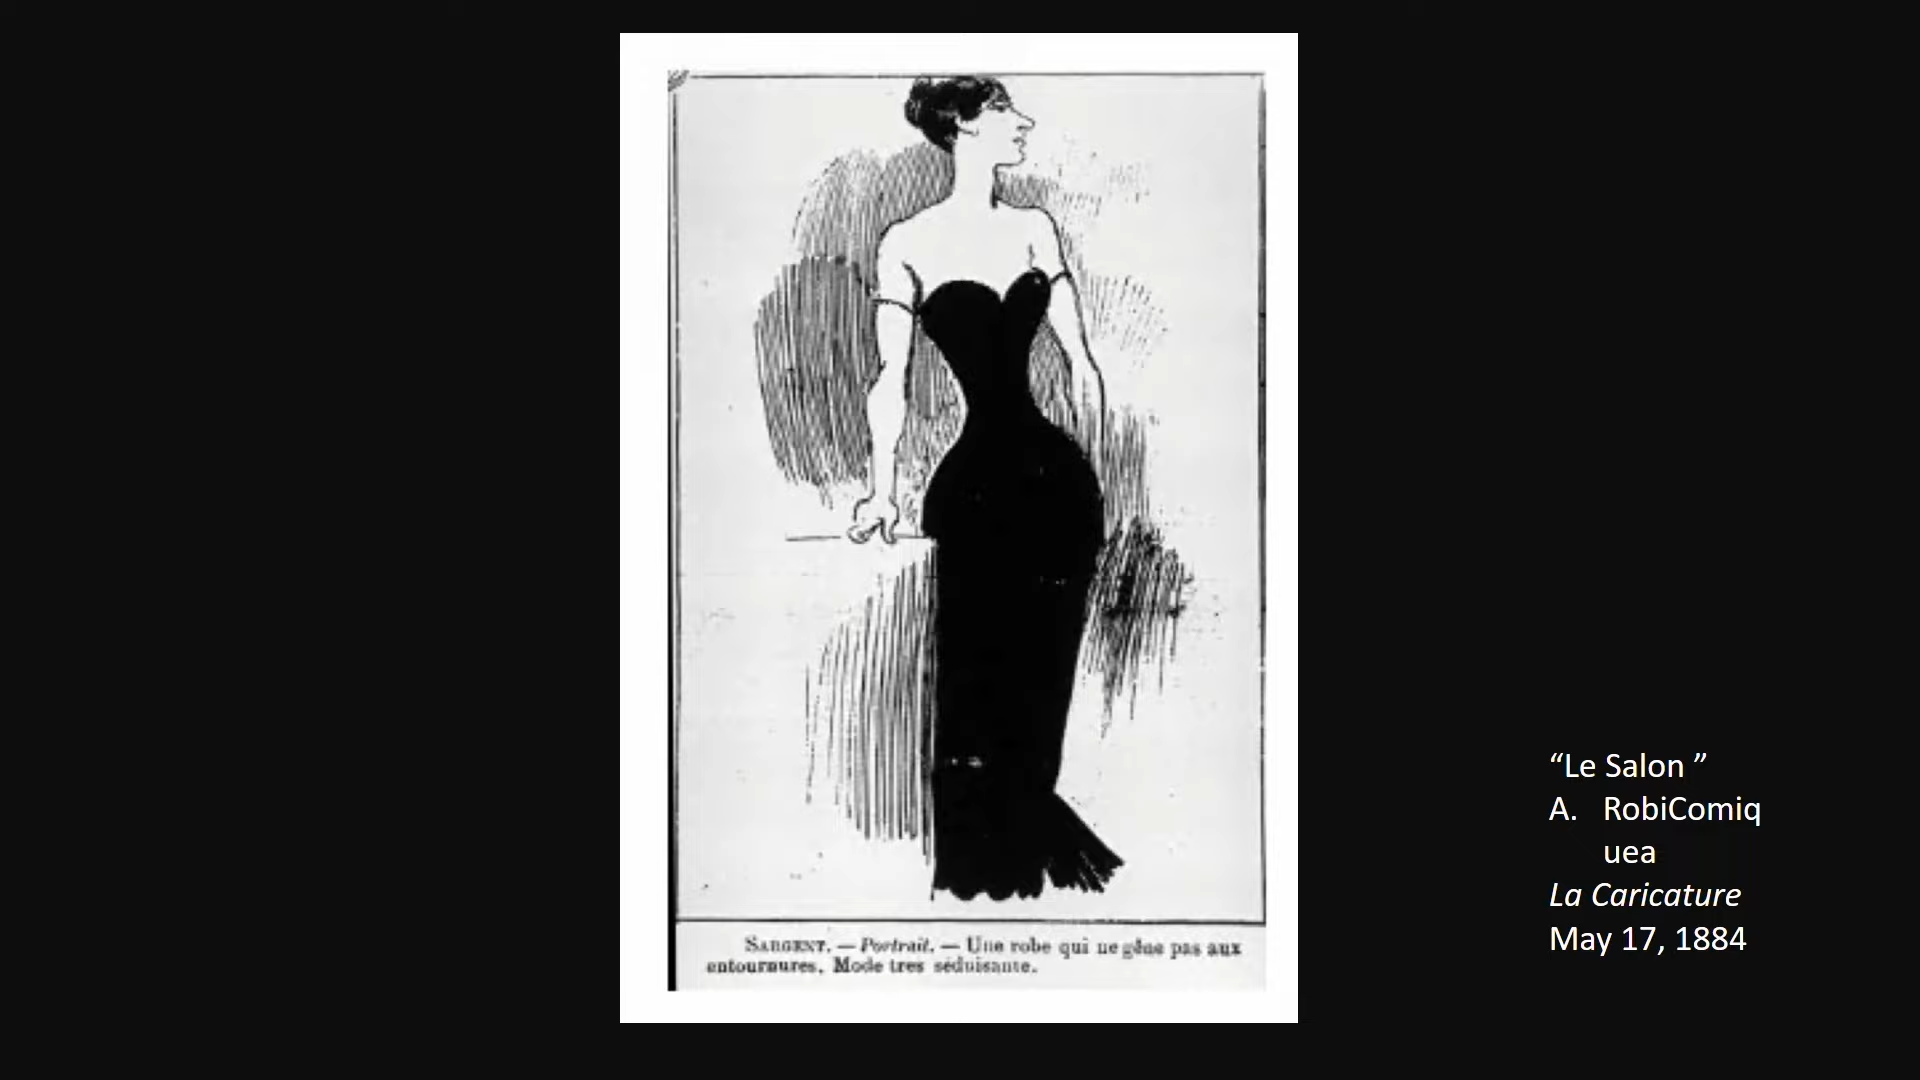 SARGENT. — Portrait. — Une robe qui ne gêne pas aux
entournures. Mode tres séduisante.
“Le Salon ”
A. RobiComiq
uea
La Caricature
May 17, 1884